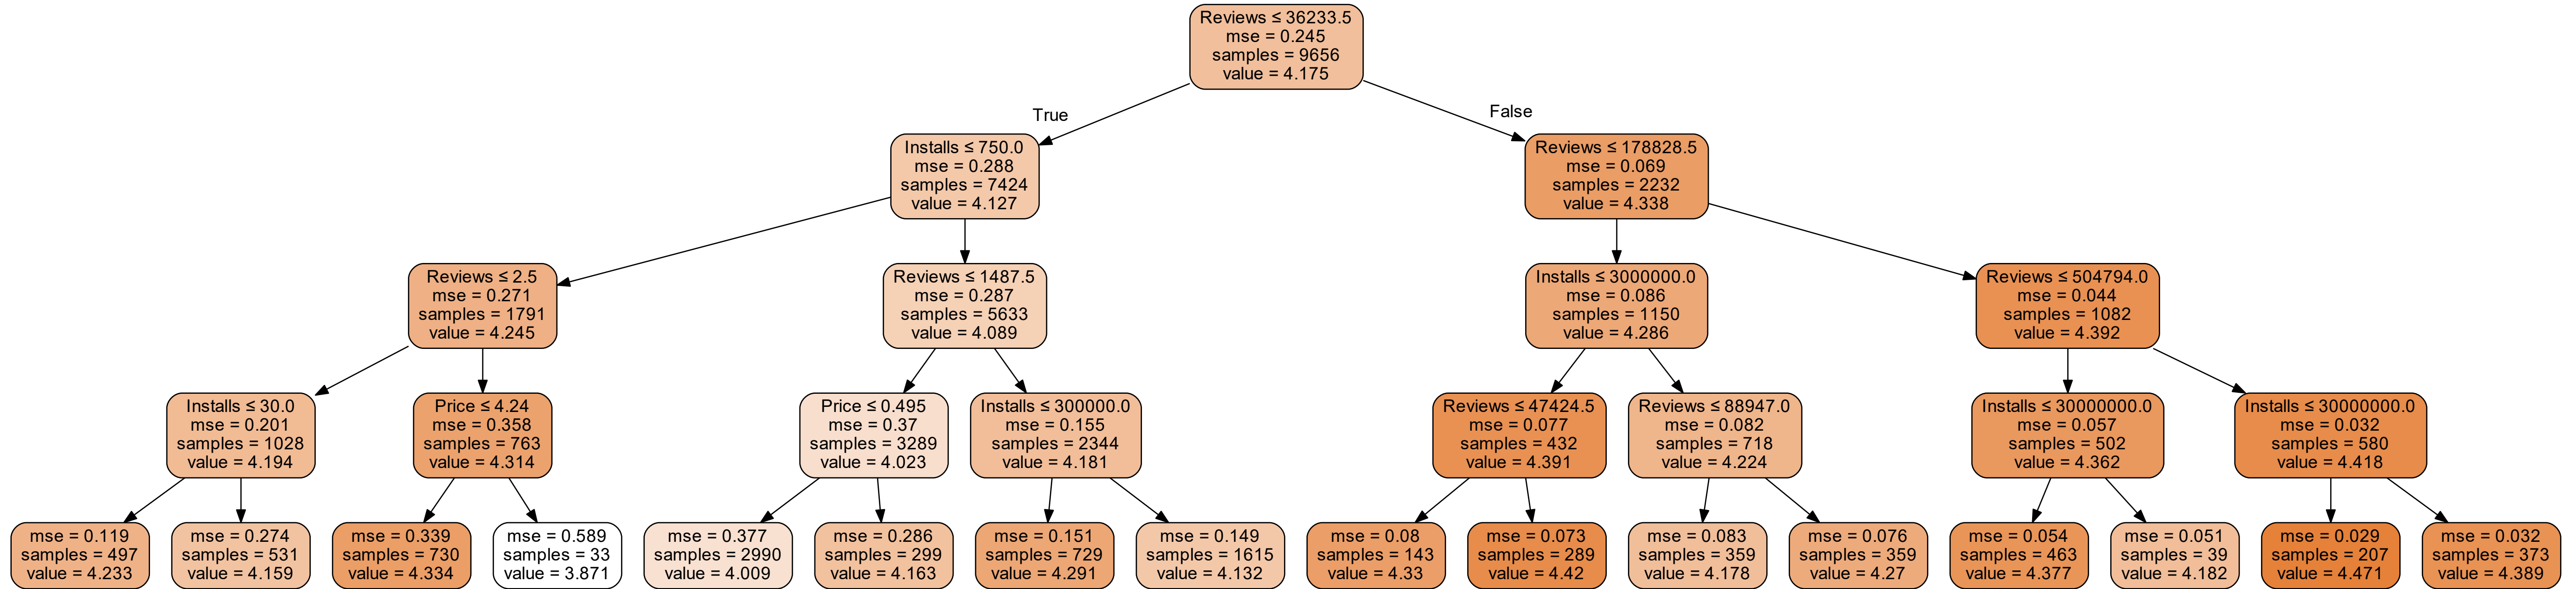 Reviews ≤ 36233.5
mse = 0.245
samples = 9656
value = 4.175
True
False
Installs ≤ 750.0
mse = 0.288
samples = 7424
value = 4.127
Reviews ≤ 178828.5
mse = 0.069
samples = 2232
value = 4.338
Reviews ≤ 2.5
mse = 0.271
samples = 1791
value = 4.245
Reviews ≤ 1487.5
mse = 0.287
samples = 5633
value = 4.089
Installs ≤ 3000000.0
mse = 0.086
samples = 1150
value = 4.286
Reviews ≤ 504794.0
mse = 0.044
samples = 1082
value = 4.392
Installs ≤ 30.0
mse = 0.201
samples = 1028
value = 4.194
Price ≤ 4.24
mse = 0.358
samples = 763
value = 4.314
Price ≤ 0.495
mse = 0.37
samples = 3289
value = 4.023
Installs ≤ 300000.0
mse = 0.155
samples = 2344
value = 4.181
Reviews ≤ 47424.5
mse = 0.077
samples = 432
value = 4.391
Reviews ≤ 88947.0
mse = 0.082
samples = 718
value = 4.224
Installs ≤ 30000000.0
mse = 0.057
samples = 502
value = 4.362
Installs ≤ 30000000.0
mse = 0.032
samples = 580
value = 4.418
mse = 0.119
samples = 497
value = 4.233
mse = 0.274
samples = 531
value = 4.159
mse = 0.339
samples = 730
value = 4.334
mse = 0.589
samples = 33
value = 3.871
mse = 0.377
samples = 2990
value = 4.009
mse = 0.286
samples = 299
value = 4.163
mse = 0.151
samples = 729
value = 4.291
mse = 0.149
samples = 1615
value = 4.132
mse = 0.08
samples = 143
value = 4.33
mse = 0.073
samples = 289
value = 4.42
mse = 0.083
samples = 359
value = 4.178
mse = 0.076
samples = 359
value = 4.27
mse = 0.054
samples = 463
value = 4.377
mse = 0.051
samples = 39
value = 4.182
mse = 0.029
samples = 207
value = 4.471
mse = 0.032
samples = 373
value = 4.389